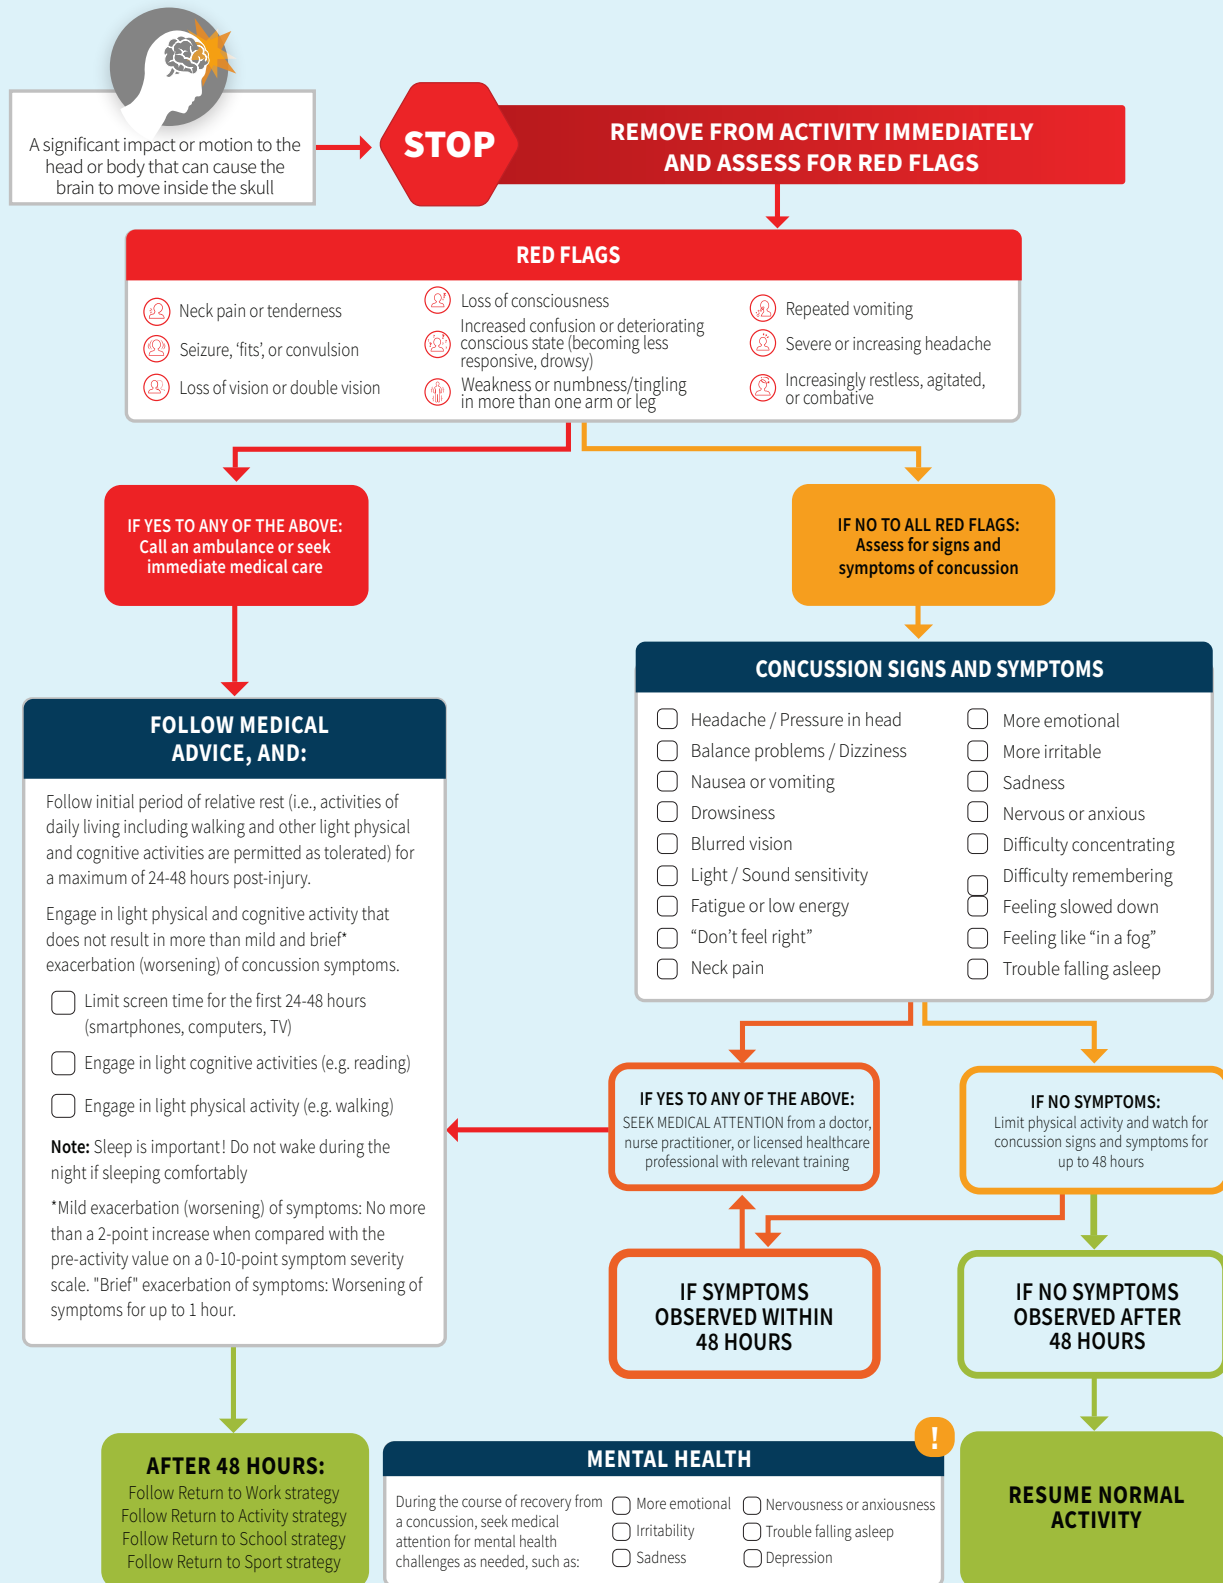 A significant impact or motion to the
head or body that can cause the
brain to move inside the skull
STOP
REMOVE FROM ACTIVITY IMMEDIATELY
AND ASSESS FOR RED FLAGS
RED FLAGS
Neck pain or tenderness
Seizure, ‘fits’, or convulsion
Loss of vision or double vision
Loss of consciousness
Increased confusion or deteriorating
conscious state (becoming less
responsive, drowsy)
Weakness or numbness/tingling
in more than one arm or leg
Repeated vomiting
Severe or increasing headache
Increasingly restless, agitated,
or combative
IF YES TO ANY OF THE ABOVE:
Call an ambulance or seek
immediate medical care
IF NO TO ALL RED FLAGS:
Assess for signs and
symptoms of concussion
FOLLOW MEDICAL
ADVICE, AND:
Follow initial period of relative rest (i.e., activities of
daily living including walking and other light physical
and cognitive activities are permitted as tolerated) for
a maximum of 24-48 hours post-injury.
Engage in light physical and cognitive activity that
does not result in more than mild and brief*
exacerbation (worsening) of concussion symptoms.
Limit screen time for the first 24-48 hours
(smartphones, computers, TV)
Engage in light cognitive activities (e.g. reading)
Engage in light physical activity (e.g. walking)
Note: Sleep is important! Do not wake during the
night if sleeping comfortably
*Mild exacerbation (worsening) of symptoms: No more
than a 2-point increase when compared with the
pre-activity value on a 0-10-point symptom severity
scale. "Brief" exacerbation of symptoms: Worsening of
symptoms for up to 1 hour.
CONCUSSION SIGNS AND SYMPTOMS
Headache / Pressure in head
Balance problems / Dizziness
Nausea or vomiting
Drowsiness
Blurred vision
Light / Sound sensitivity
Fatigue or low energy
“Don’t feel right”
Neck pain
More emotional
More irritable
Sadness
Nervous or anxious
Difficulty concentrating
Difficulty remembering
Feeling slowed down
Feeling like “in a fog”
Trouble falling asleep
IF YES TO ANY OF THE ABOVE:
SEEK MEDICAL ATTENTION from a doctor,
nurse practitioner, or licensed healthcare
professional with relevant training
IF NO SYMPTOMS:
Limit physical activity and watch for
concussion signs and symptoms for
up to 48 hours
IF SYMPTOMS
OBSERVED WITHIN
48 HOURS
IF NO SYMPTOMS
OBSERVED AFTER
48 HOURS
AFTER 48 HOURS:
Follow Return to Work strategy
Follow Return to Activity strategy
Follow Return to School strategy
Follow Return to Sport strategy
!
MENTAL HEALTH
During the course of recovery from
a concussion, seek medical
attention for mental health
challenges as needed, such as:
More emotional
Irritability
Sadness
Nervousness or anxiousness
Trouble falling asleep
Depression
RESUME NORMAL
ACTIVITY